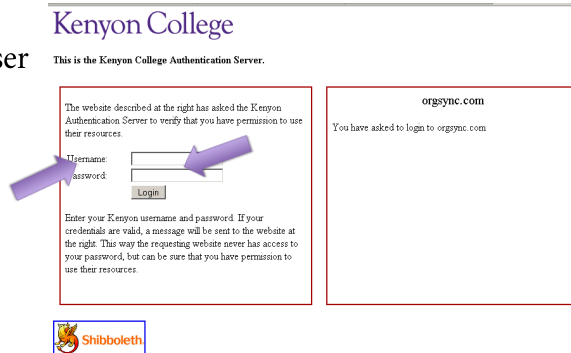 Kenyon College
ser
This is the Kenyon College Authentication Server.
The website described at the right has asked the Kenyon
Authentication Server to verify that you have permission to use
their resources.
Username:
Password:
Login
Enter your Kenyon username and password. If your
credentials are valid, a message will be sent to the website at
the right. This way the requesting website never has access to
your password, but can be sure that you have permission to
use their resources.
orgsync.com
You have asked to login to orgsync.com
Shibboleth.